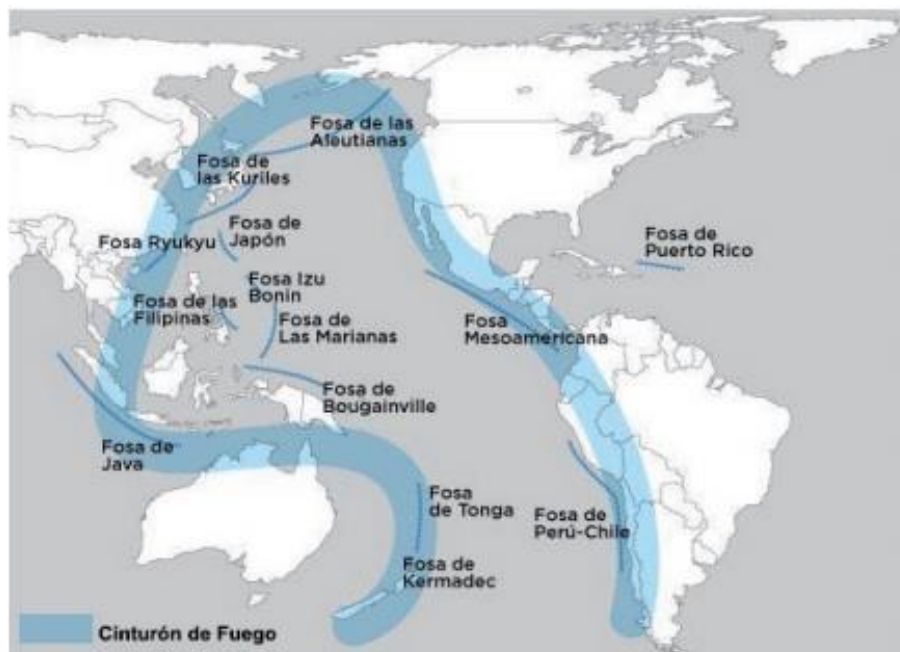 Fosa de las
Aleutianas
Fosa de
las Kuriles
Fosa de
Japón
Fosa Ryukyu
Fosa de
Puerto Rico
Fosa Izu
Bonin
Fosa de las
Filipinas
Fosa de
Las Marianas
Fosa
Mesoamericana
Fosa de
Bougainville
Fosa de
Java
Fosa
de Tonga
Fosa de
Perú-Chile
Fosa de
Kermadec
Cinturón de Fuego